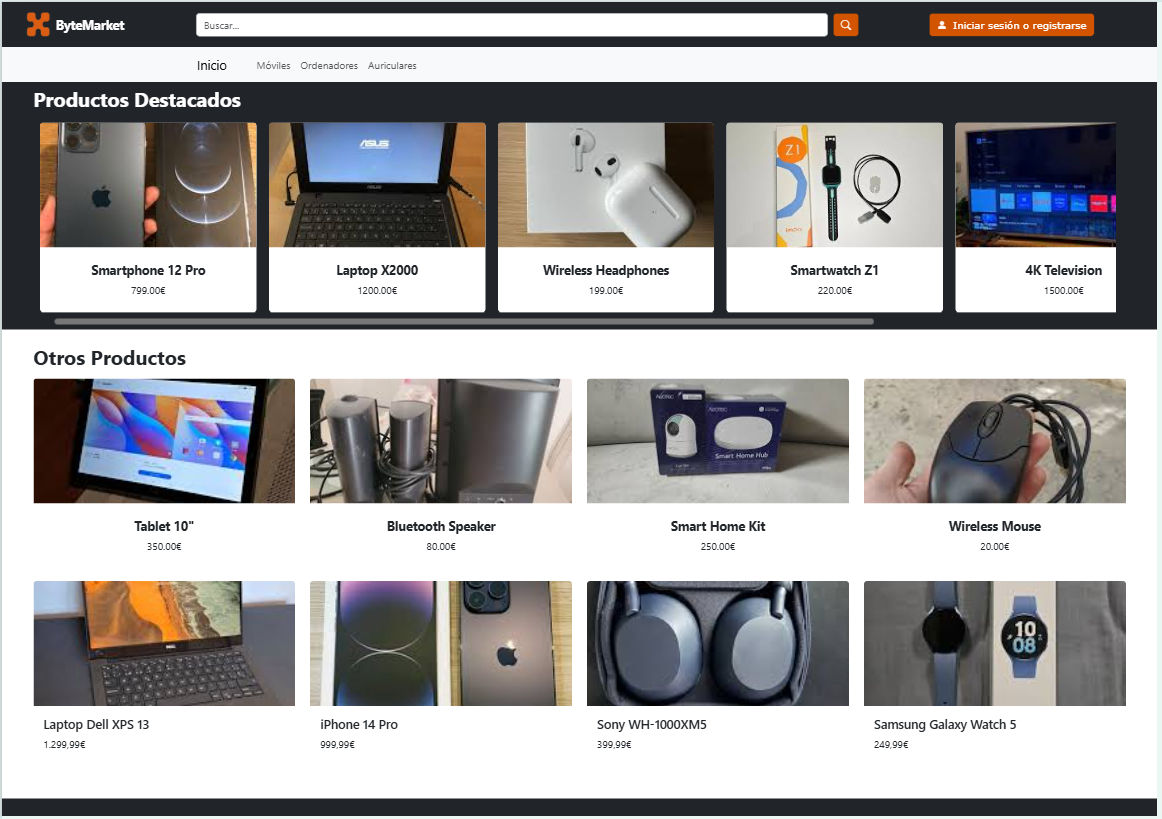 ByteMarket
Buscar...
Iniciar sesión o registrarse
Inicio
Móviles
Ordenadores
Auriculares
Productos Destacados
ASUS
Z1
Smartphone 12 Pro
799.00€
Laptop X2000
1200.00€
Wireless Headphones
199.00€
Smartwatch Z1
220.00€
4K Television
1500.00€
Otros Productos
AEOTEC
AEOTEC
Smart Home Hub
Tablet 10"
350.00€
Bluetooth Speaker
80.00€
Smart Home Kit
250.00€
Wireless Mouse
20.00€
DELL
10
08
Laptop Dell XPS 13
1.299,99€
iPhone 14 Pro
999,99€
Sony WH-1000XM5
399,99€
Samsung Galaxy Watch 5
249,99€